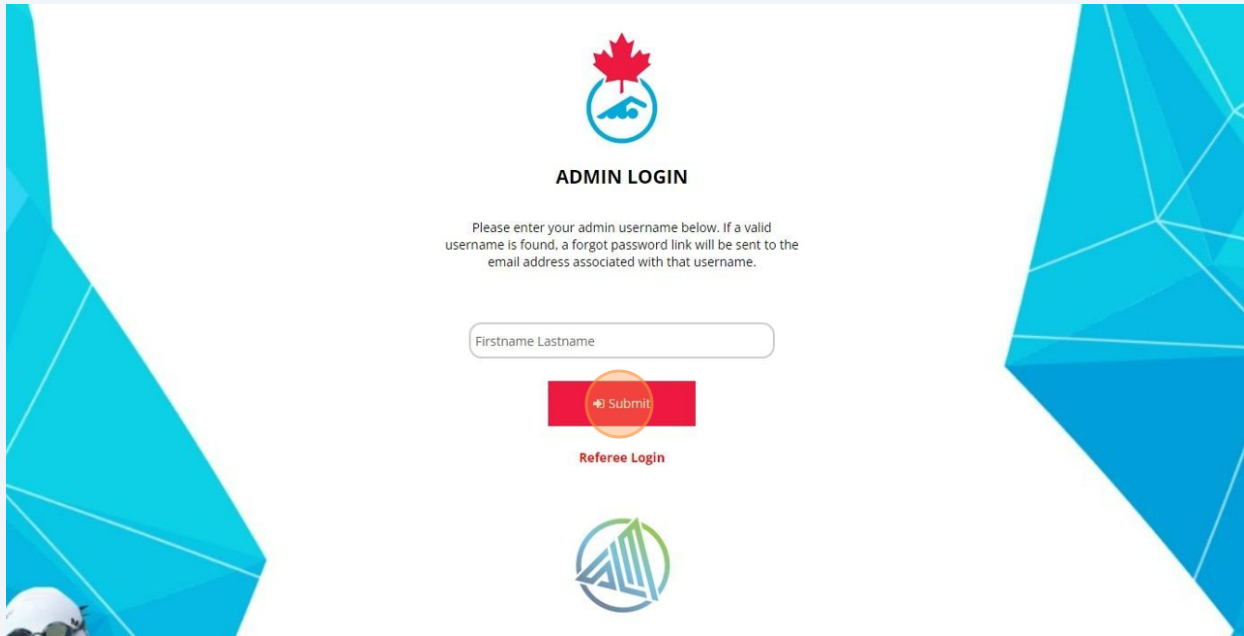 ADMIN LOGIN
Please enter your admin username below. If a valid
username is found, a forgot password link will be sent to the
email address associated with that username.
Firstname Lastname
Submit
Referee Login